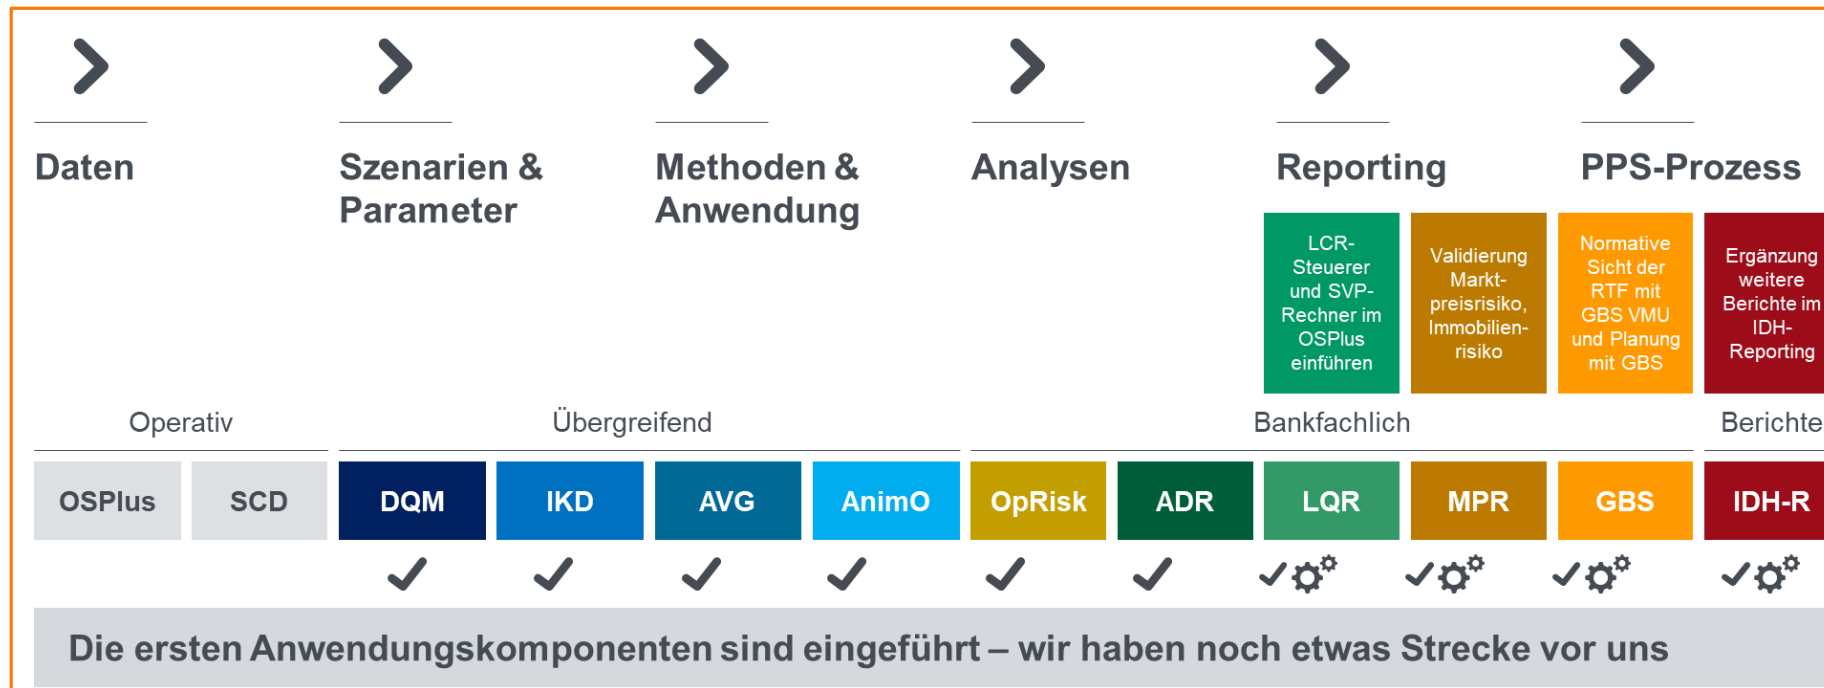 Daten
Szenarien &
Parameter
Methoden &
Anwendung
Analysen
Reporting
PPS-Prozess
LCR-
Steuerer
und SVP-
Rechner im
OSPlus
einführen
Validierung
Markt-
preisrisiko,
Immobilien-
risiko
Normative
Sicht der
RTF mit
GBS VMU
und Planung
mit GBS
Ergänzung
weitere
Berichte im
IDH-
Reporting
Operativ
Übergreifend
Bankfachlich
Berichte
OSPlus
SCD
DQM
IKD
AVG
AnimO
OpRisk
ADR
LQR
MPR
GBS
IDH-R
Die ersten Anwendungskomponenten sind eingeführt – wir haben noch etwas Strecke vor uns